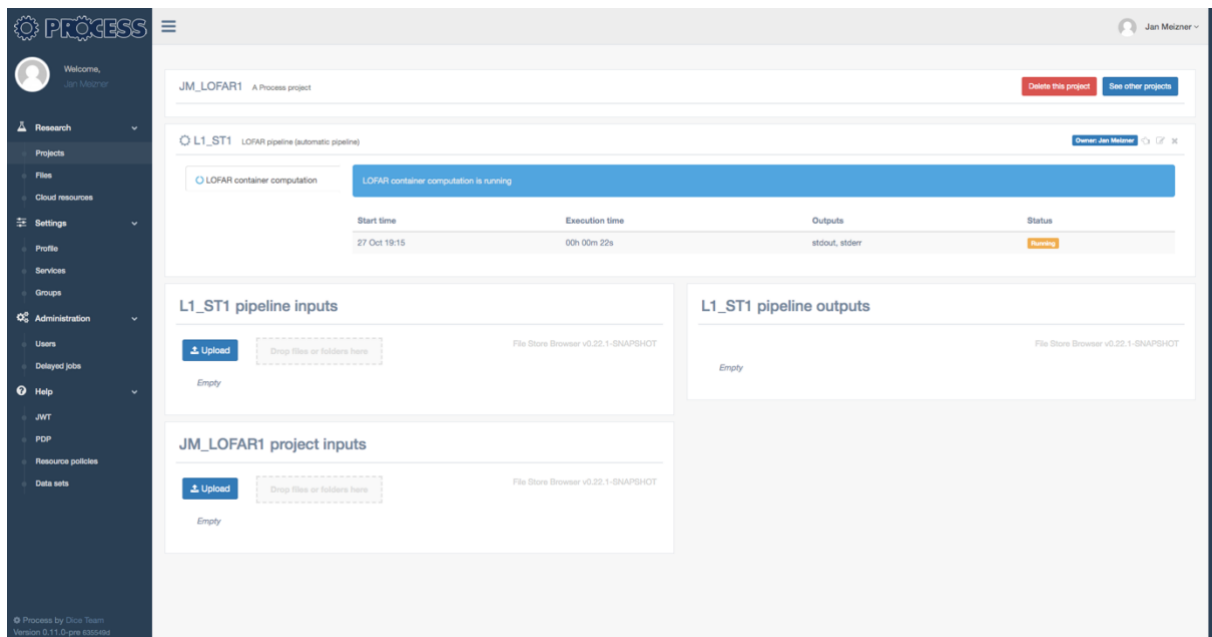 PROCESS
Jan Meizner
Welcome,
Jan Meizner
Research
Projects
Files
Cloud resources
Settings
Profile
Services
Groups
Administration
Users
Delayed jobs
Help
JWT
PDP
Resource policies
Data sets
Process by Dice Team
Version 0.11.0-pre 635549d
JM_LOFAR1 A Process project
Delete this project See other projects
L1_ST1 LOFAR pipeline (automatic pipeline)
Owner: Jan Meizner
LOFAR container computation
LOFAR container computation is running
Start time Execution time Outputs Status
27 Oct 19:15 00h 00m 22s stdout, stderr Running
L1_ST1 pipeline inputs
Upload Drop files or folders here File Store Browser v0.22.1-SNAPSHOT
Empty
L1_ST1 pipeline outputs
File Store Browser v0.22.1-SNAPSHOT
Empty
JM_LOFAR1 project inputs
Upload Drop files or folders here File Store Browser v0.22.1-SNAPSHOT
Empty